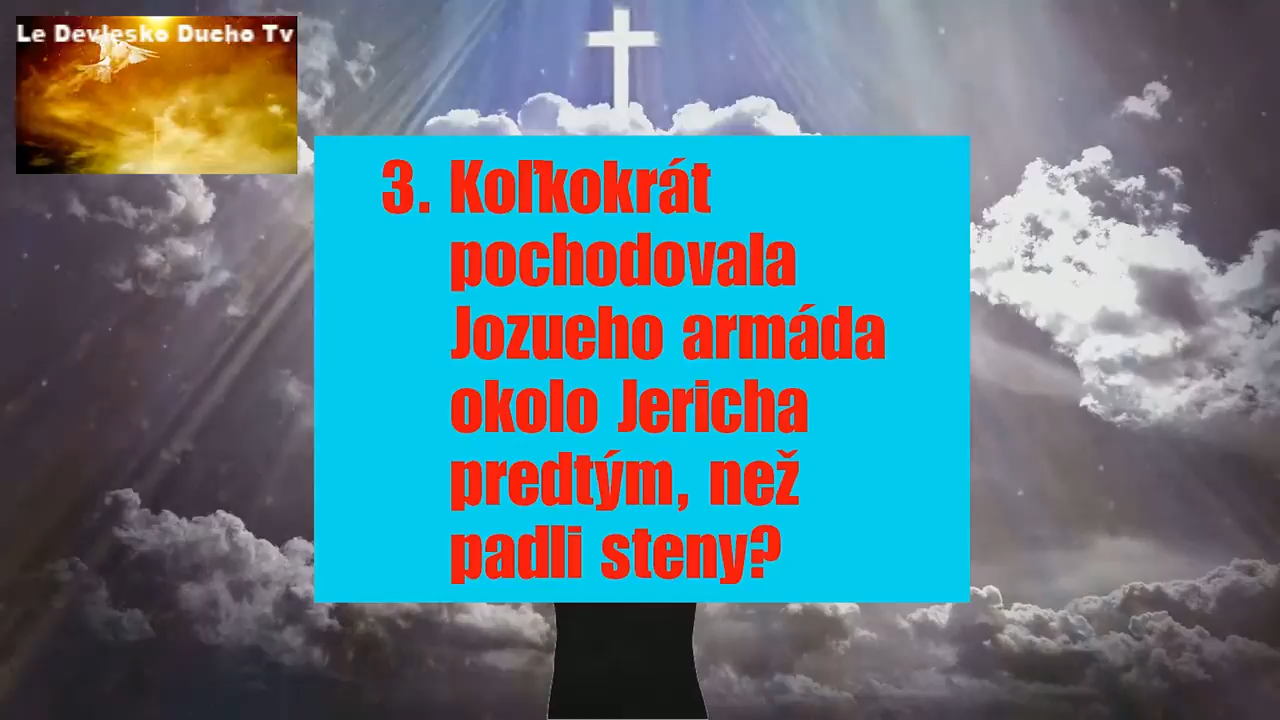 Le Devlesko Ducho Tv
3. Koľkokrát
pochodovala
Jozueho armáda
okolo Jericha
predtým, než
padli steny?